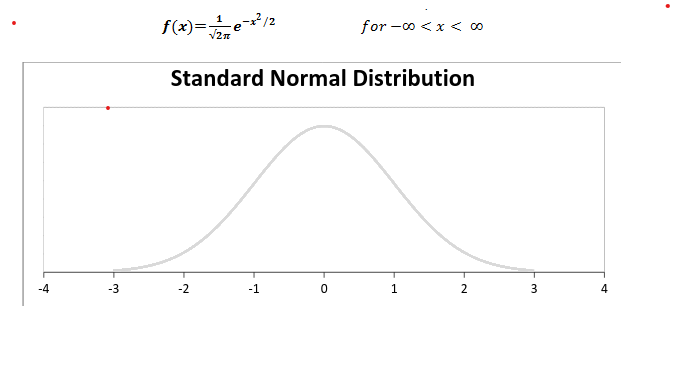 f(x)=1/√2π e^−x²/2 for −∞ < x < ∞
Standard Normal Distribution
-4 -3 -2 -1 0 1 2 3 4